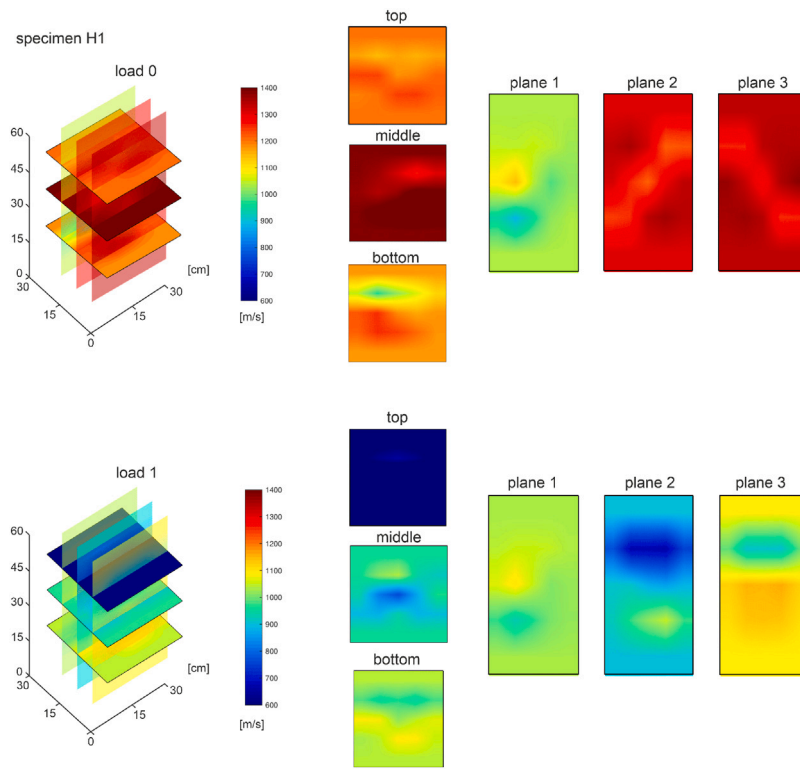 specimen H1
load 0
60
45
30
15
0
30
15
0
15
30
[cm]
1400
1300
1200
1100
1000
900
800
700
600
[m/s]
top
middle
bottom
plane 1
plane 2
plane 3
load 1
60
45
30
15
0
30
15
0
15
30
[cm]
1400
1300
1200
1100
1000
900
800
700
600
[m/s]
top
middle
bottom
plane 1
plane 2
plane 3